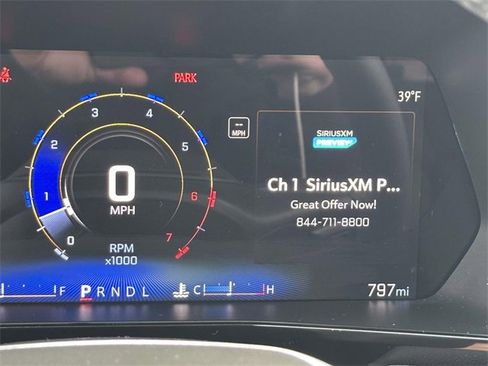 PARK
39°F
3 4
2 5
--
MPH
SIRIUSXM
PREVIEW
1 0 6
Ch 1 SiriusXM P...
MPH
Great Offer Now!
0 7
844-711-8800
RPM
x1000
F PRNDL C H
797mi